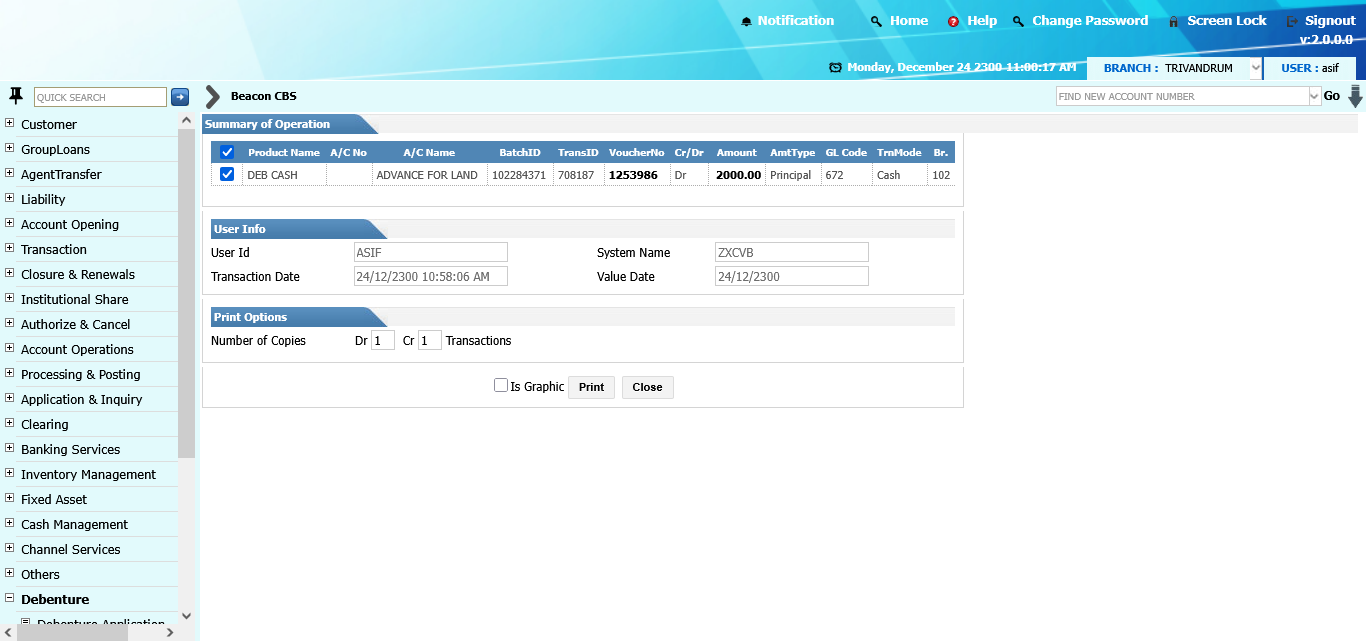 Notification Home Help Change Password Screen Lock Signout
v:2.0.0.0
Monday, December 24 2300 11:00:17 AM BRANCH : TRIVANDRUM USER : asif
QUICK SEARCH Beacon CBS FIND NEW ACCOUNT NUMBER Go
Customer
GroupLoans
AgentTransfer
Liability
Account Opening
Transaction
Closure & Renewals
Institutional Share
Authorize & Cancel
Account Operations
Processing & Posting
Application & Inquiry
Clearing
Banking Services
Inventory Management
Fixed Asset
Cash Management
Channel Services
Others
Debenture
Debenture Application
Summary of Operation
Product Name A/C No A/C Name BatchID TransID VoucherNo Cr/Dr Amount AmtType GL Code TrnMode Br.
DEB CASH ADVANCE FOR LAND 102284371 708187 1253986 Dr 2000.00 Principal 672 Cash 102
User Info
User Id ASIF System Name ZXCVB
Transaction Date 24/12/2300 10:58:06 AM Value Date 24/12/2300
Print Options
Number of Copies Dr 1 Cr 1 Transactions
Is Graphic Print Close